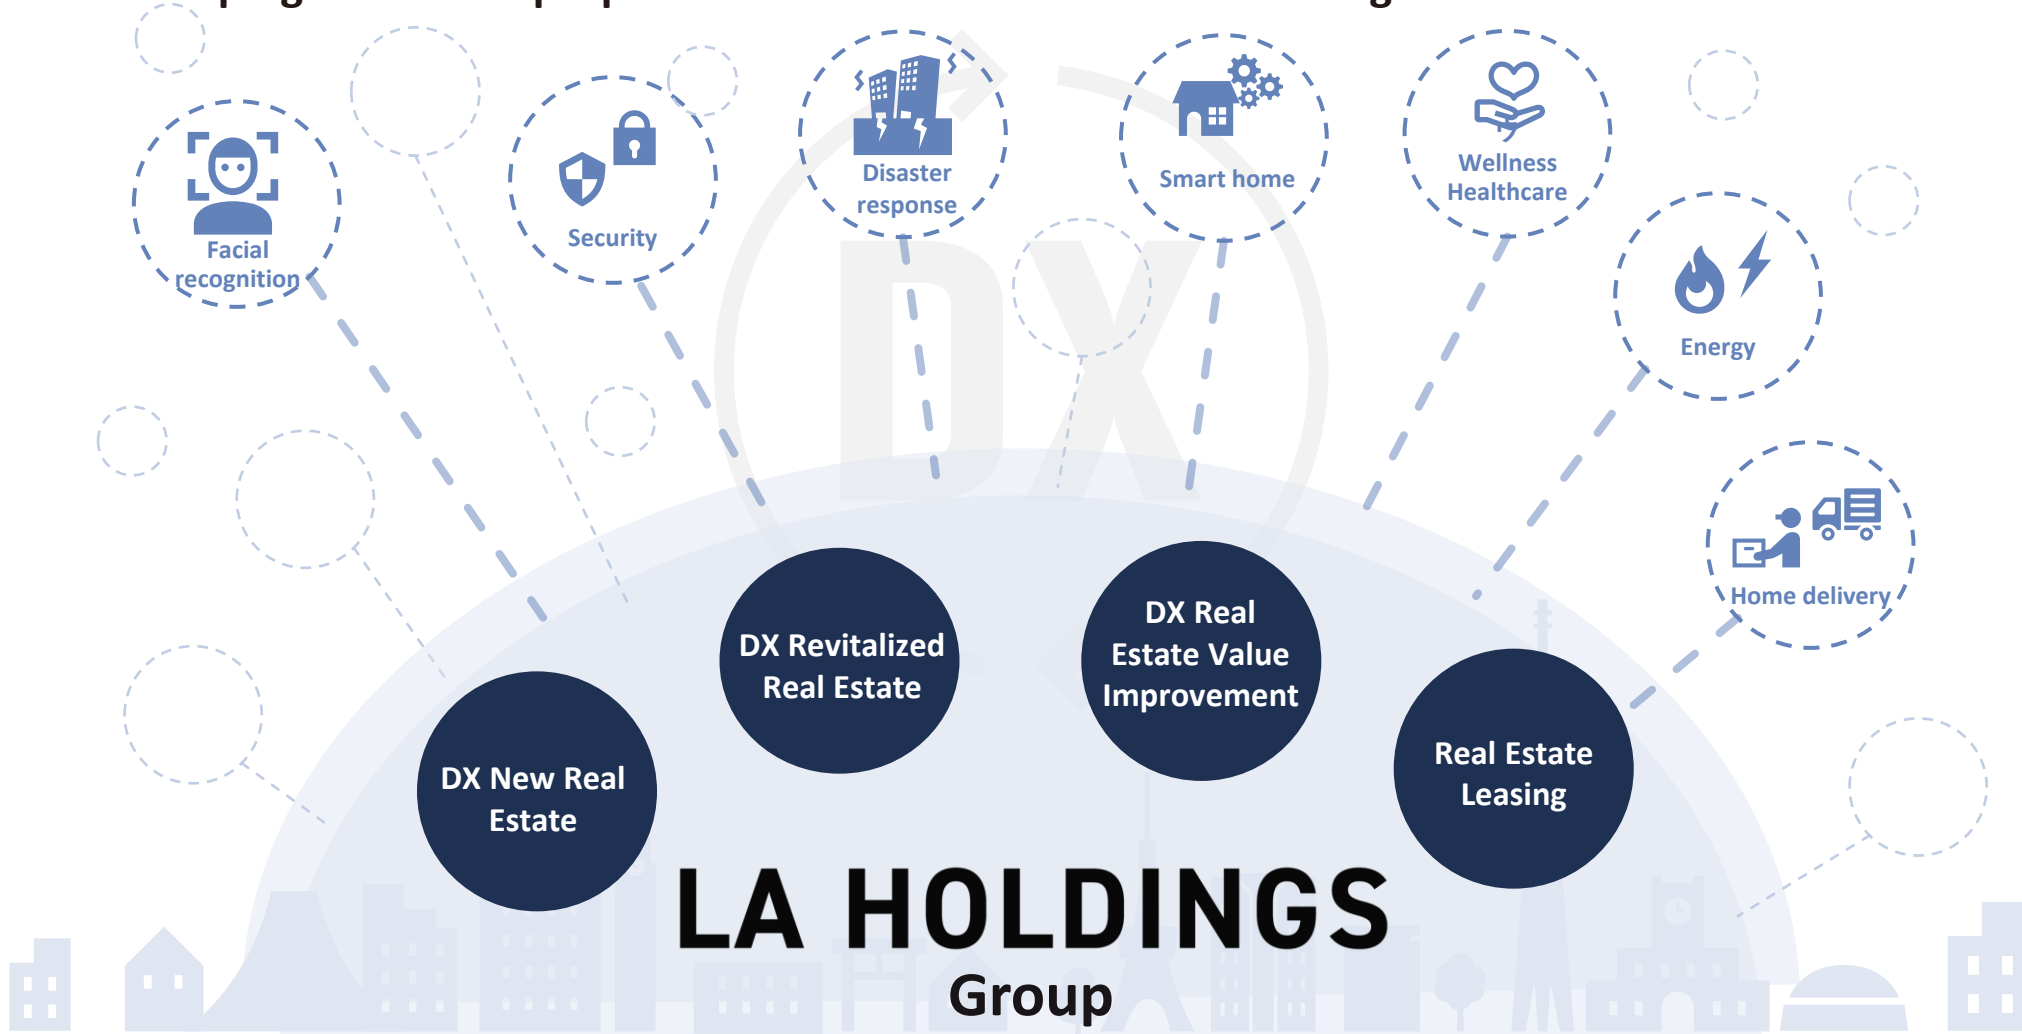 Disaster
response
Smart home
Wellness
Healthcare
Facial
recognition
Security
DX
Energy
Home delivery
DX Revitalized
Real Estate
DX Real
Estate Value
Improvement
DX New Real
Estate
Real Estate
Leasing
LA HOLDINGS
Group